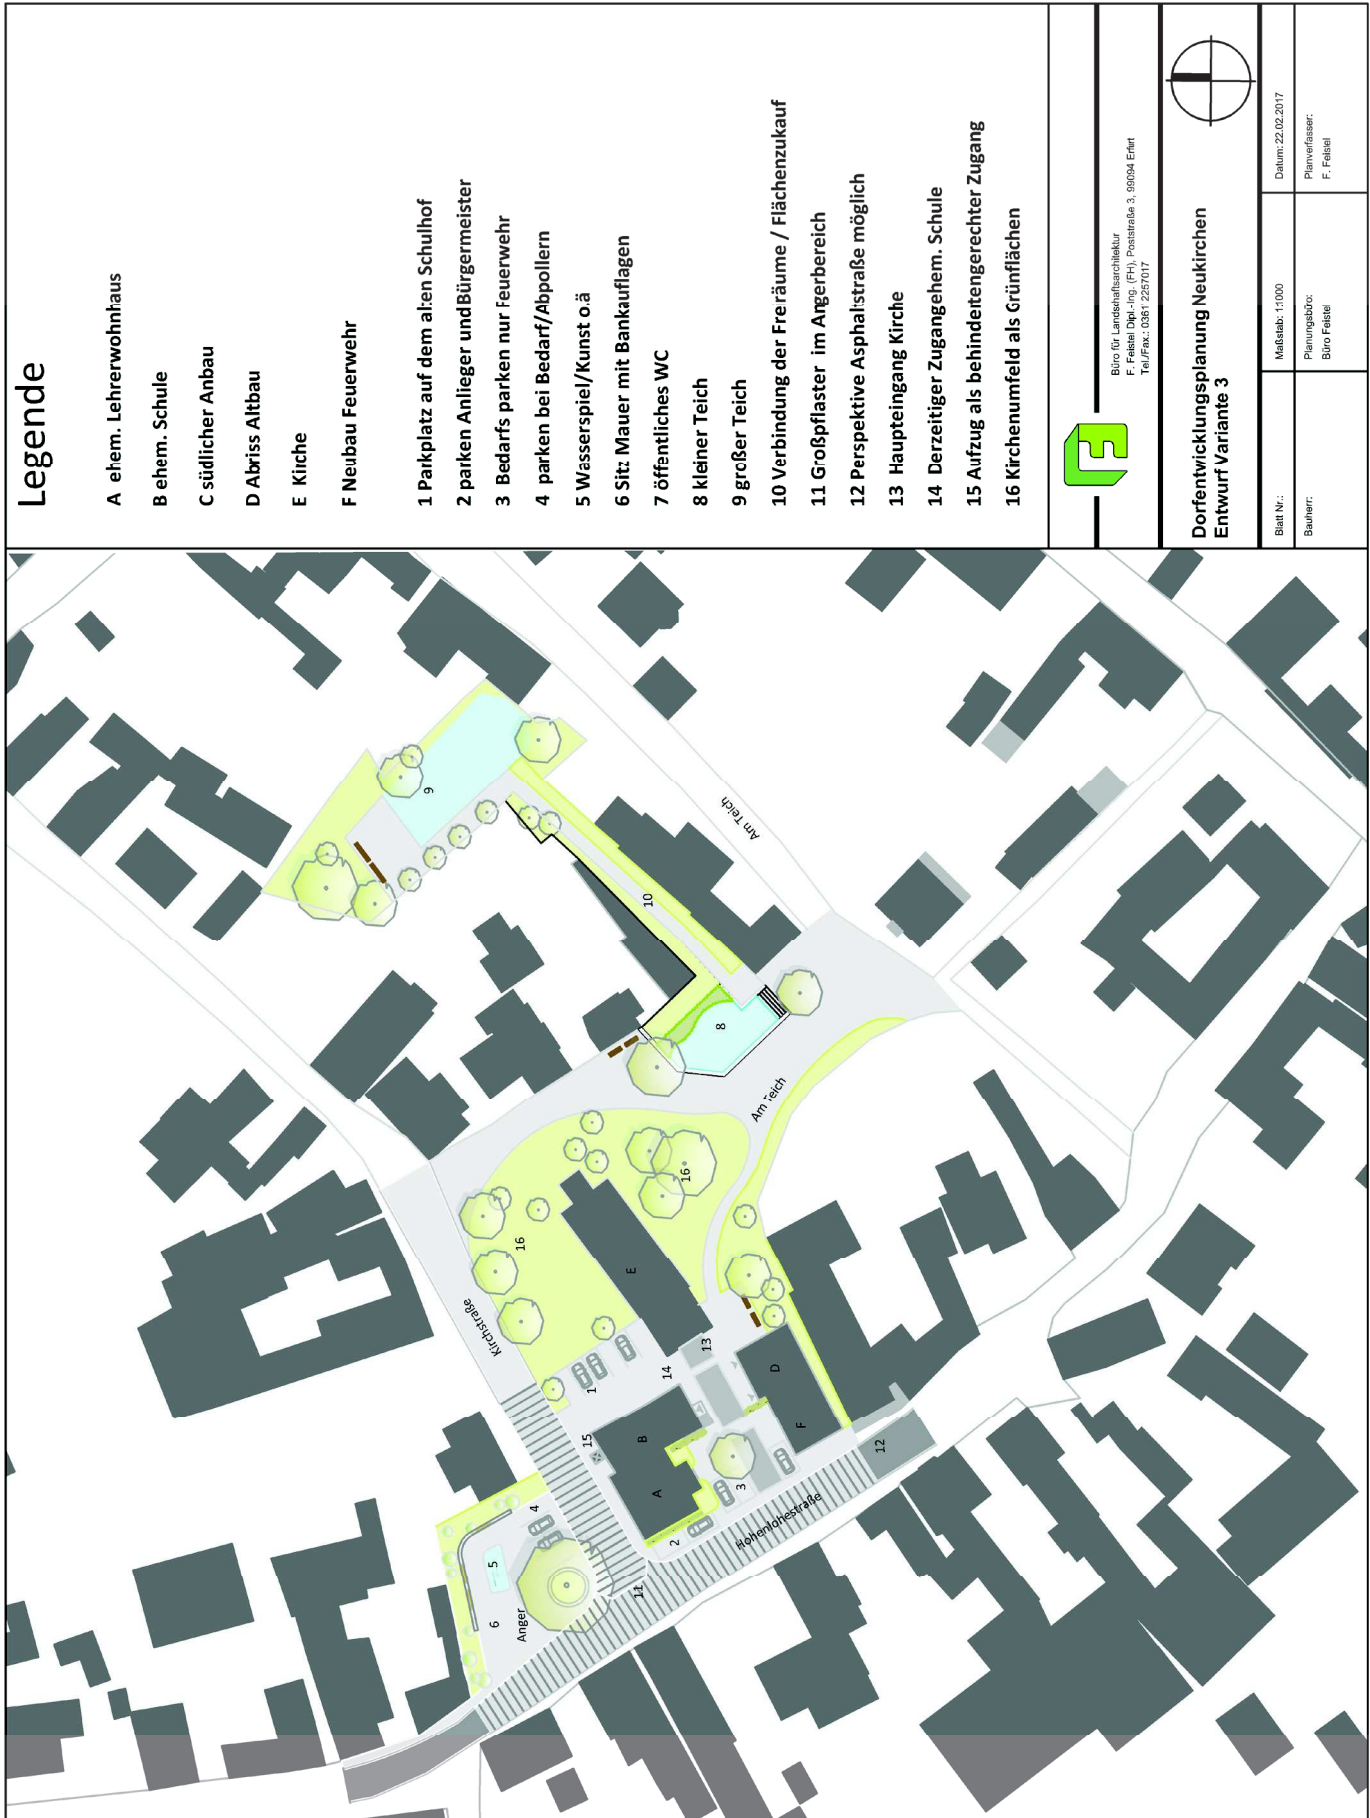 Legende
A ehem. Lehrerwohnhaus
B ehem. Schule
C südlicher Anbau
D Abriss Altbau
E Kirche
F Neubau Feuerwehr
1 Parkplatz auf dem alten Schulhof
2 parken Anlieger undBürgermeister
3 Bedarfs parken nur Feuerwehr
4 parken bei Bedarf/Abpollern
5 Wasserspiel/Kunst o.ä
6 Sitz Mauer mit Bankauflagen
7 öffentliches WC
8 kleiner Teich
9 großer Teich
10 Verbindung der Freiräume / Flächenzukauf
11 Großpflaster im Angerbereich
12 Perspektive Asphaltstraße möglich
13 Haupteingang Kirche
14 Derzeitiger Zugangehem. Schule
15 Aufzug als behindertengerechter Zugang
16 Kirchenumfeld als Grünflächen
Büro für Landschaftsarchitektur
F. Feistel Dipl.-Ing. (FH), Poststraße 3, 99094 Erfurt
Tel./Fax.: 0361 2257017
Dorfentwicklungsplanung Neukirchen
Entwurf Variante 3
Blatt Nr.:
Maßstab: 1:1000
Datum: 22.02.2017
Bauherr:
Planungsbüro:
Büro Feistel
Planverfasser:
F. Feistel
Kirchstraße
Am Teich
Am Teich
Hohenlohestraße
Anger
A
B
D
E
F
1
2
3
4
5
6
8
9
10
11
12
13
14
15
16
16